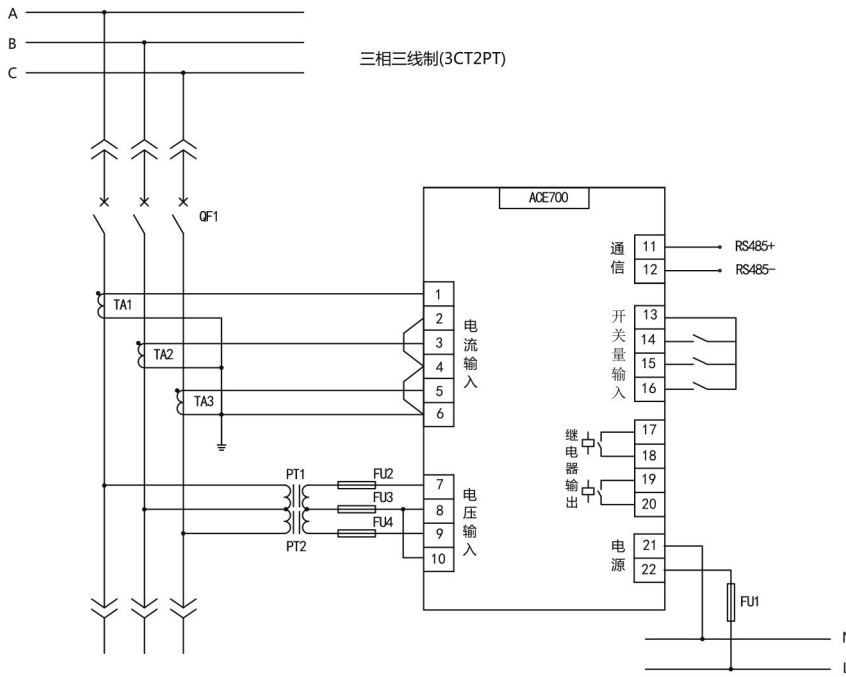 A
B
C
三相三线制(3CT2PT)
QF1
ACE700
通信
11
12
RS485+
RS485-
TA1
TA2
TA3
1
2
3
4
5
6
电流输入
开关量输入
13
14
15
16
继电器输出
17
18
19
20
PT1
PT2
FU2
FU3
FU4
7
8
9
10
电压输入
电源
21
22
FU1
N
L